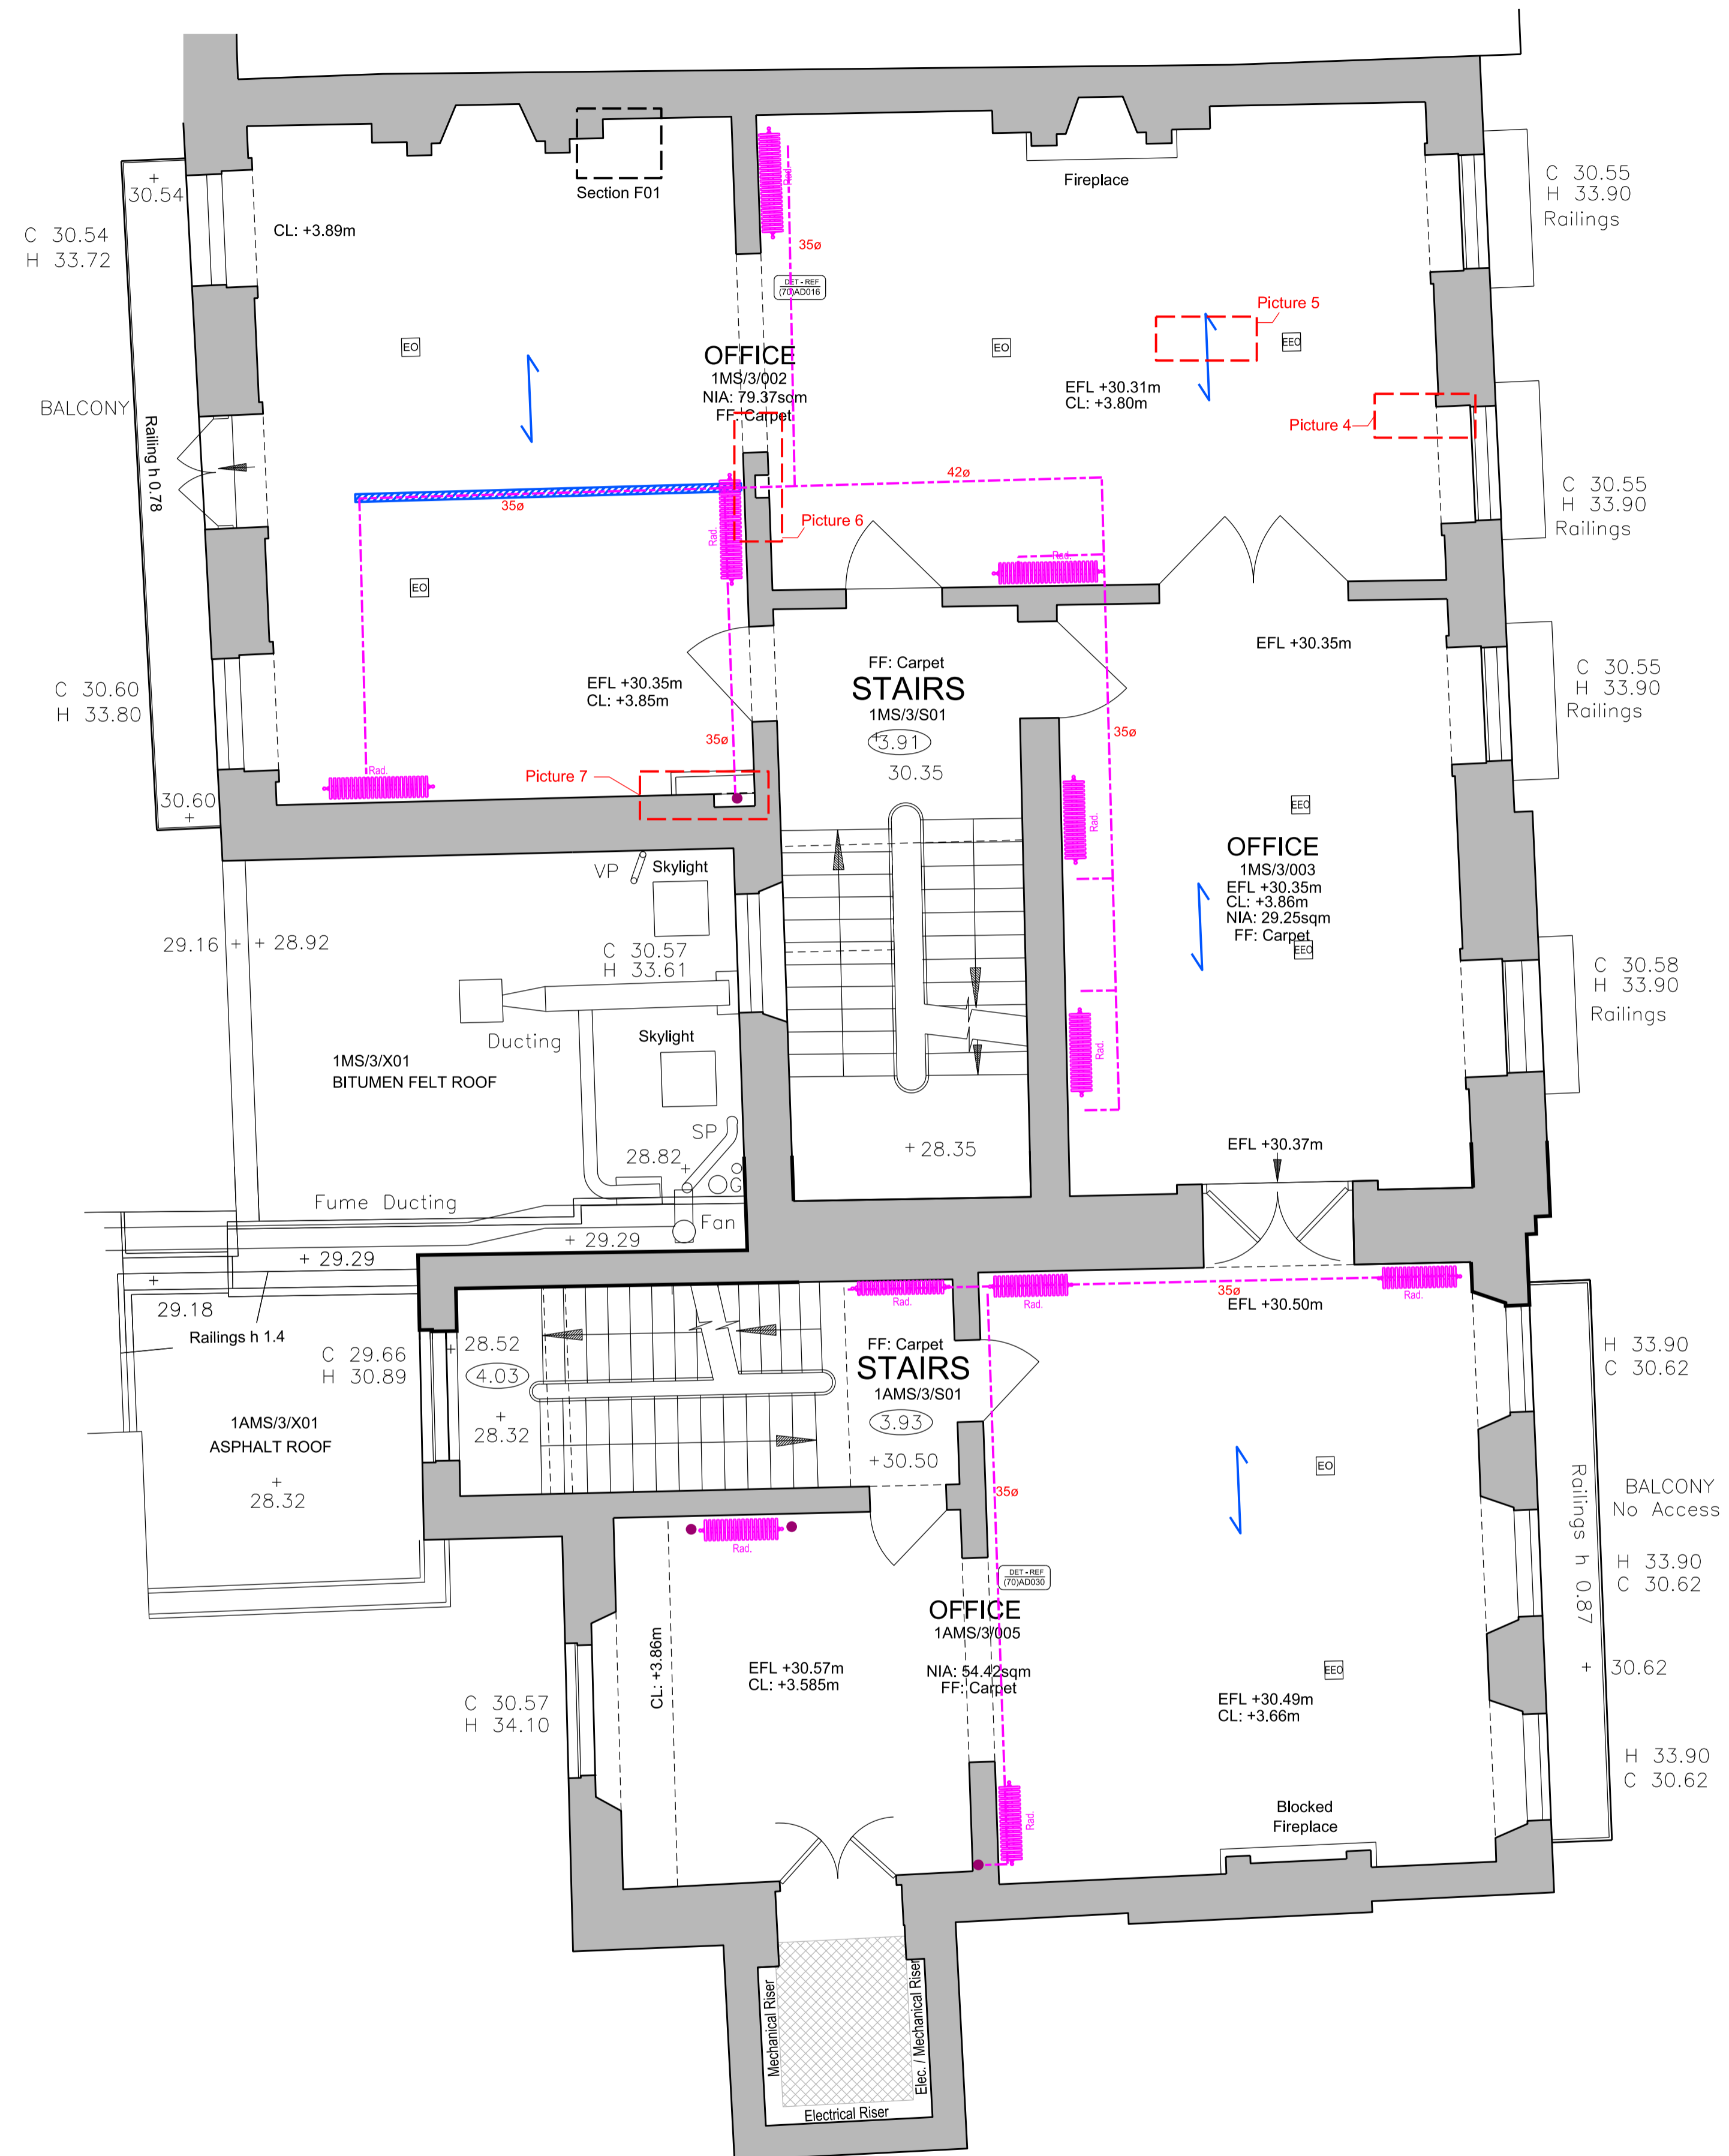 Section F01
Fireplace
+
30.54
CL: +3.89m
C 30.54
H 33.72
C 30.55
H 33.90
Railings
Rad.
35ø
DET - REF
(70)AD016
Picture 5
EO
EO
EEO
OFFICE
1MS/3/002
NIA: 79.37sqm
FF: Carpet
EFL +30.31m
CL: +3.80m
BALCONY
Railing h 0.78
Picture 4
42ø
35ø
C 30.55
H 33.90
Railings
Rad.
Picture 6
Rad.
EO
EFL +30.35m
FF: Carpet
STAIRS
1MS/3/S01
3.91
30.35
C 30.55
H 33.90
Railings
C 30.60
H 33.80
EFL +30.35m
CL: +3.85m
35ø
35ø
Picture 7
Rad.
30.60
+
EEO
Rad.
OFFICE
1MS/3/003
EFL +30.35m
CL: +3.86m
NIA: 29.25sqm
FF: Carpet
EEO
VP
Skylight
29.16 + + 28.92
C 30.57
H 33.61
C 30.58
H 33.90
Railings
Ducting
Skylight
Rad.
1MS/3/X01
BITUMEN FELT ROOF
SP
28.82
+
G
+ 28.35
EFL +30.37m
Fume Ducting
Fan
+ 29.29
+ 29.29
+
29.18
Railings h 1.4
Rad.
Rad.
35ø
Rad.
EFL +30.50m
C 29.66
H 30.89
+ 28.52
4.03
+
28.32
FF: Carpet
STAIRS
1AMS/3/S01
3.93
+30.50
H 33.90
C 30.62
1AMS/3/X01
ASPHALT ROOF
+
28.32
EO
35ø
Railings h 0.87
BALCONY
No Access
Rad.
H 33.90
C 30.62
DET - REF
(70)AD030
OFFICE
1AMS/3/005
NIA: 54.42sqm
FF: Carpet
CL: +3.86m
EFL +30.57m
CL: +3.585m
EEO
+ 30.62
EFL +30.49m
CL: +3.66m
C 30.57
H 34.10
H 33.90
C 30.62
Rad.
Blocked
Fireplace
Mechanical Riser
Elec. / Mechanical Riser
Electrical Riser